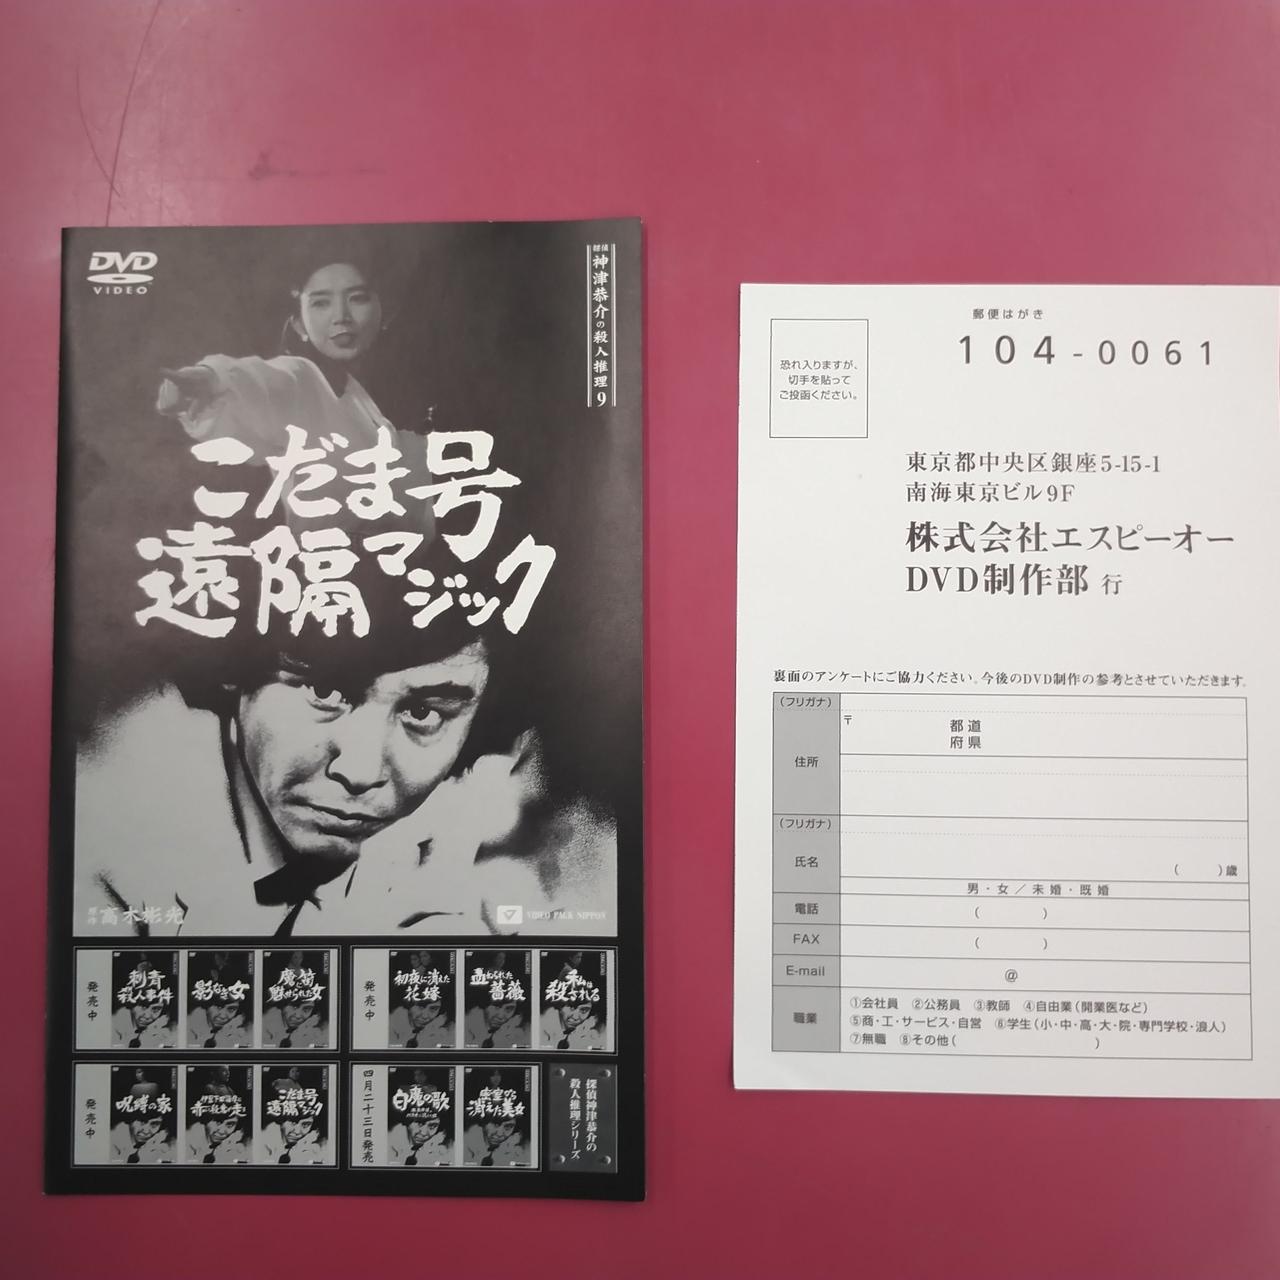 DVD
VIDEO
探偵
神津恭介の殺人推理9
こだま号
遠隔マジック
原作 高木彬光
VIDEO PACK NIPPON
発売中
刺青
殺人事件
影なき女
魔笛に
魅せられた女
発売中
初夜に消えた
花嫁
血ぬられた
薔薇
私は
殺される
発売中
呪縛の家
こだま号
遠隔マジック
四月二十三日発売
白魔の歌
密室から
消えた美女
探偵神津恭介の
殺人推理シリーズ
郵便はがき
104-0061
恐れ入りますが、
切手を貼って
ご投函ください。
東京都中央区銀座5-15-1
南海東京ビル9F
株式会社エスピーオー
DVD制作部 行
裏面のアンケートにご協力ください。今後のDVD制作の参考とさせていただきます。
(フリガナ)
住所
〒 都道
府県
(フリガナ)
氏名
( )歳
男・女/未婚・既婚
電話 ( )
FAX ( )
E-mail @
職業
①会社員 ②公務員 ③教師 ④自由業(開業医など)
⑤商・工・サービス・自営 ⑥学生(小・中・高・大・院・専門学校・浪人)
⑦無職 ⑧その他( )